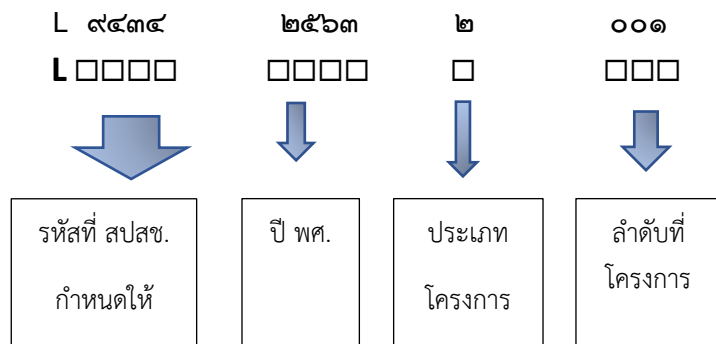 L ๙๔๓๔ ๒๕๖๓ ๒ ๐๐๑
L □□□□ □□□□ □ □□□
รหัสที่ สปสช. ปี พศ. ประเภท ลำดับที่
กำหนดให้ โครงการ โครงการ